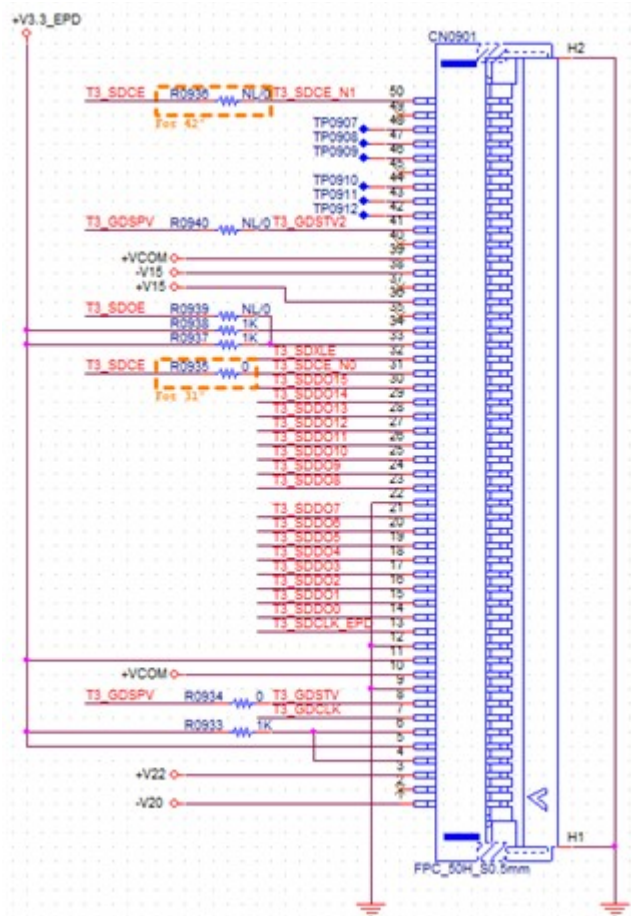 +V3.3_EPD
CN0901
H2
T3_SDCE R0936 NL/0 T3_SDCE_N1 50
For 42"
49
TP0907 48
TP0908 47
TP0909 46
45
TP0910 44
TP0911 43
TP0912 42
T3_GDSPV R0940 NL/0 T3_GDSTV2 41
40
+VCOM 39
-V15 38
+V15 37
36
T3_SDOE R0939 NL/0 35
R0938 1K 34
R0937 1K 33
T3_SDXLE 32
T3_SDCE R0935 0 T3_SDCE_N0 31
For 31"
T3_SDDO15 30
T3_SDDO14 29
T3_SDDO13 28
T3_SDDO12 27
T3_SDDO11 26
T3_SDDO10 25
T3_SDDO9 24
T3_SDDO8 23
22
T3_SDDO7 21
T3_SDDO6 20
T3_SDDO5 19
T3_SDDO4 18
T3_SDDO3 17
T3_SDDO2 16
T3_SDDO1 15
T3_SDDO0 14
T3_SDCLK_EPD 13
12
11
+VCOM 10
9
T3_GDSPV R0934 0 T3_GDSTV 8
T3_GDCLK 7
R0933 1K 6
5
4
+V22 3
2
-V20
H1
FPC_50H_S0.5mm